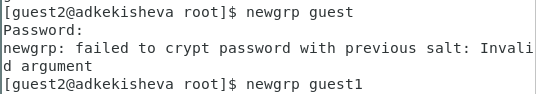 [guest2@adkekisheva root]$ newgrp guest
Password:
newgrp: failed to crypt password with previous salt: Invali
d argument
[guest2@adkekisheva root]$ newgrp guest1